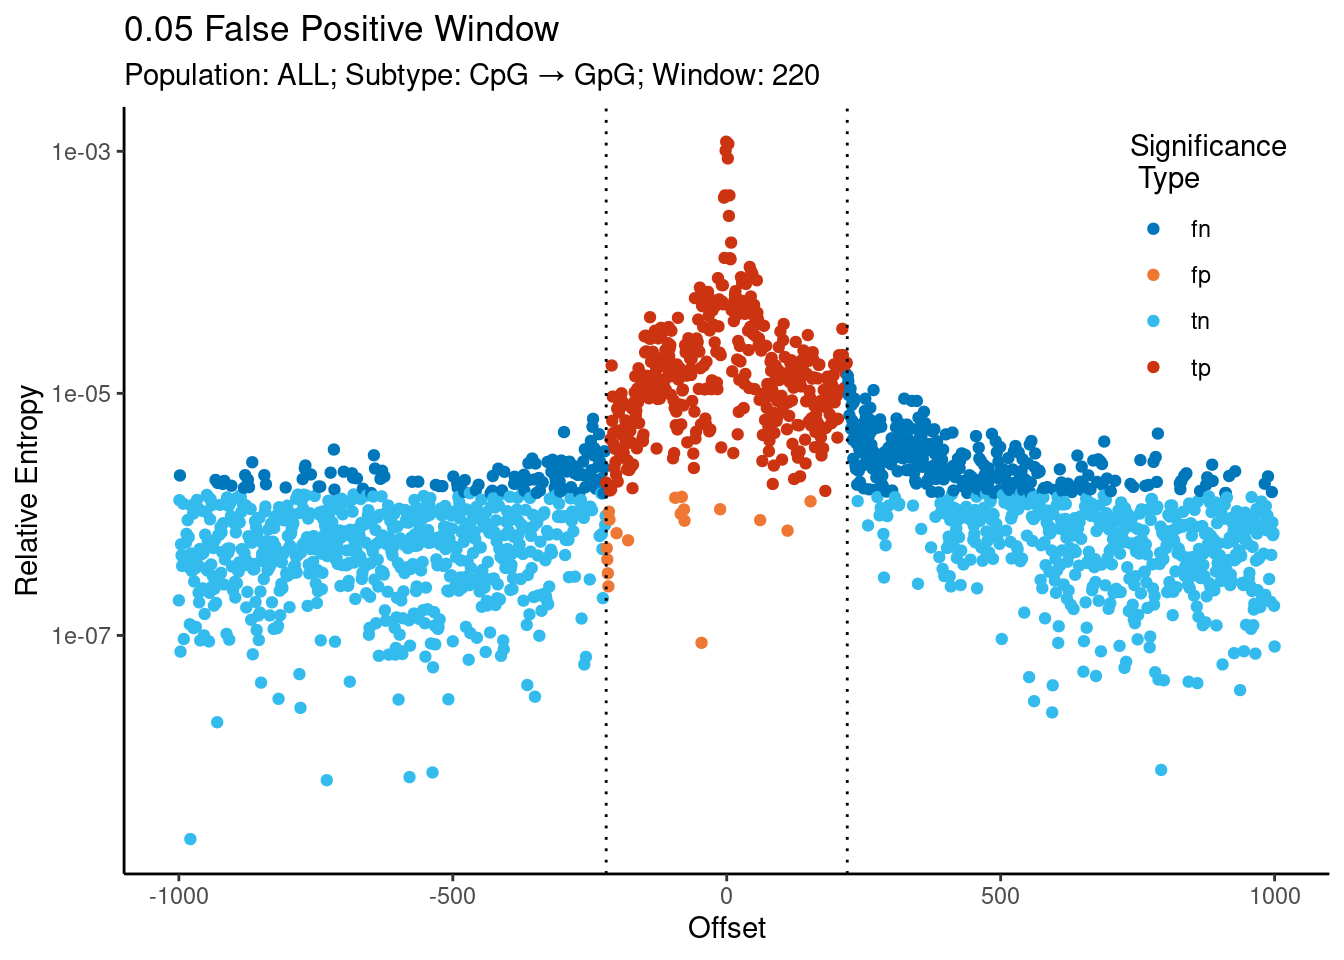 0.05 False Positive Window
Population: ALL; Subtype: CpG → GpG; Window: 220
Relative Entropy
1e-03
1e-05
1e-07
Significance
Type
fn
fp
tn
tp
-1000
-500
0
500
1000
Offset